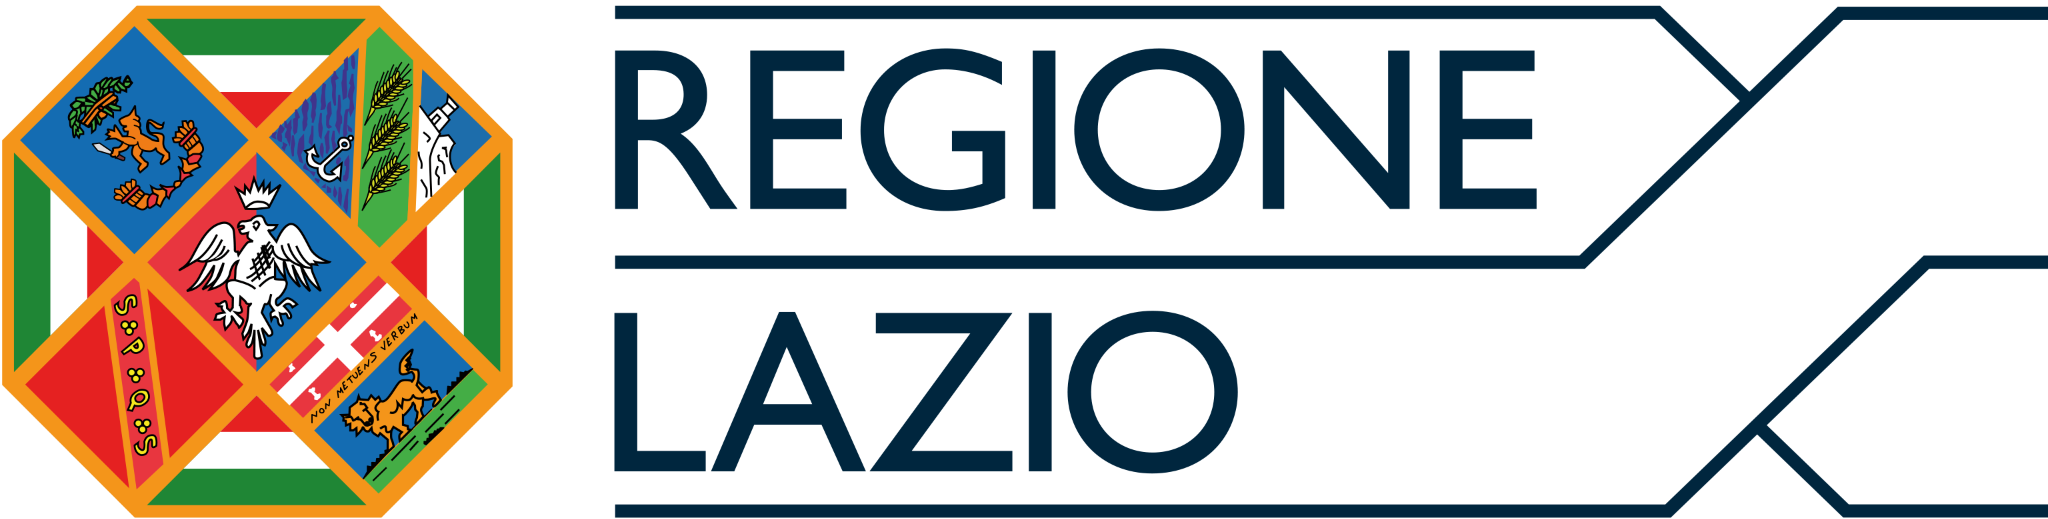 REGIONE
LAZIO
S P Q S
NON METUENS VERBUM